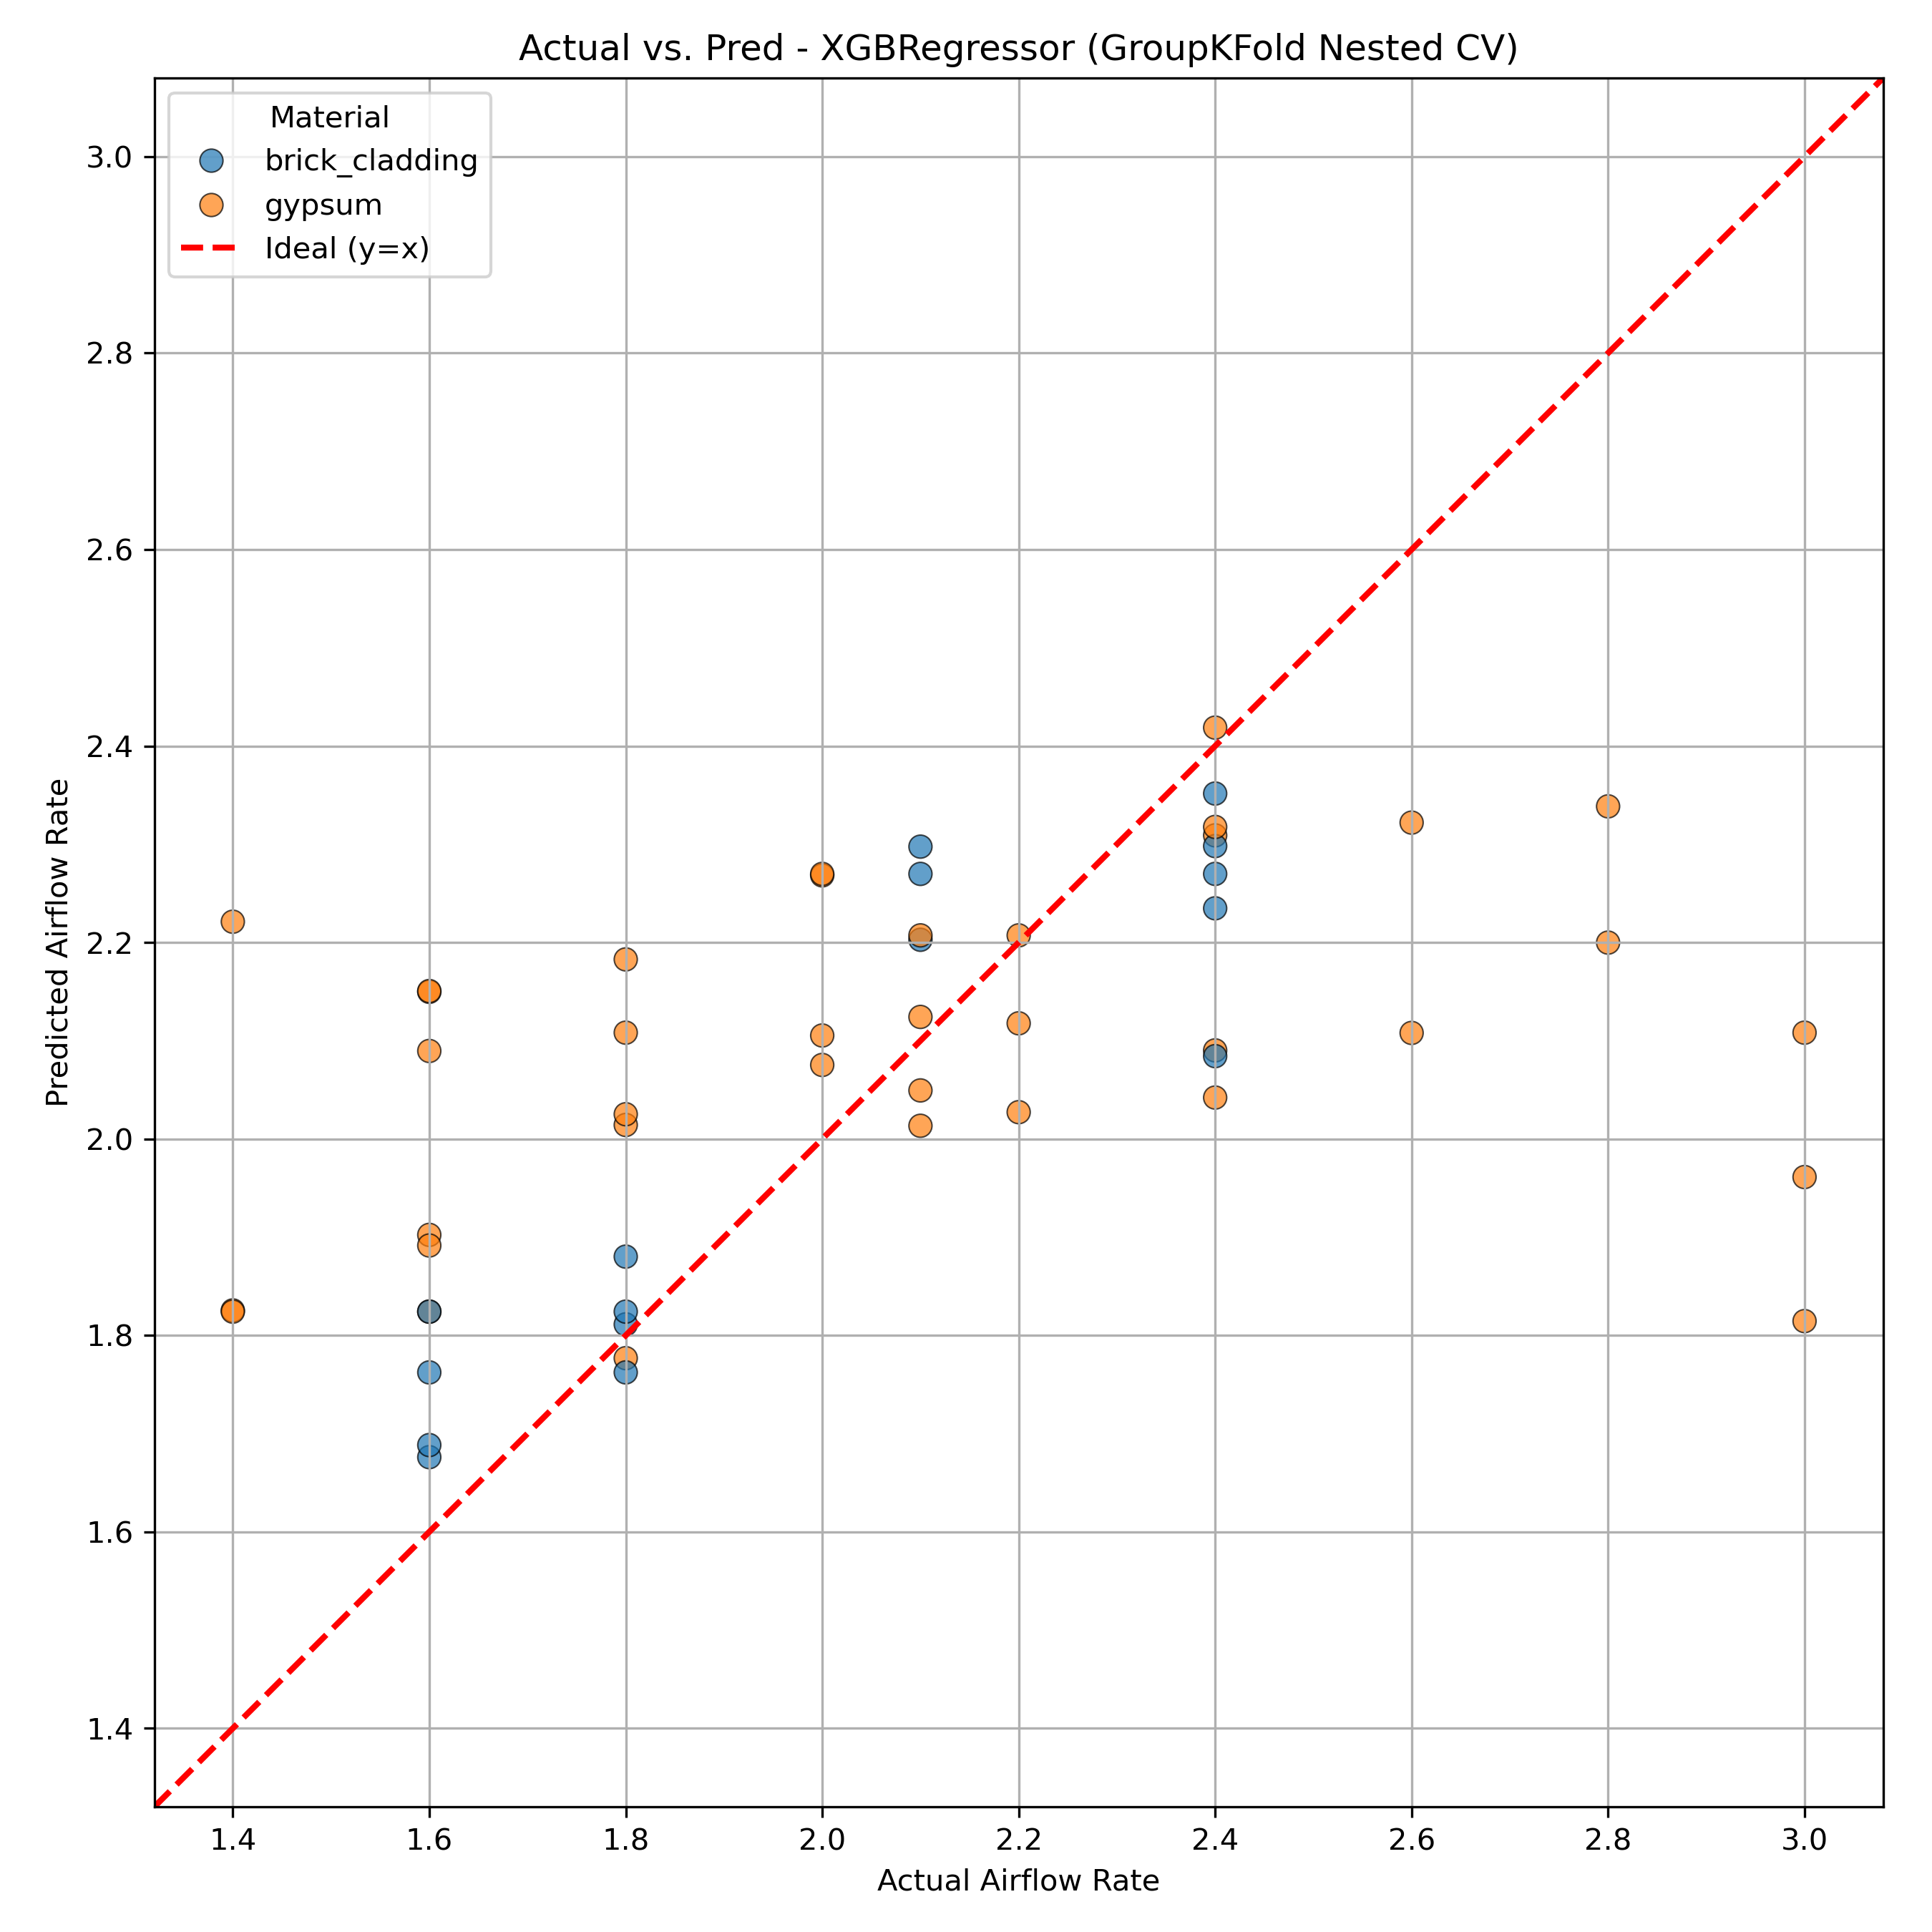 Actual vs. Pred - XGBRegressor (GroupKFold Nested CV)
Material
brick_cladding
gypsum
Ideal (y=x)
Predicted Airflow Rate
3.0
2.8
2.6
2.4
2.2
2.0
1.8
1.6
1.4
1.4 1.6 1.8 2.0 2.2 2.4 2.6 2.8 3.0
Actual Airflow Rate